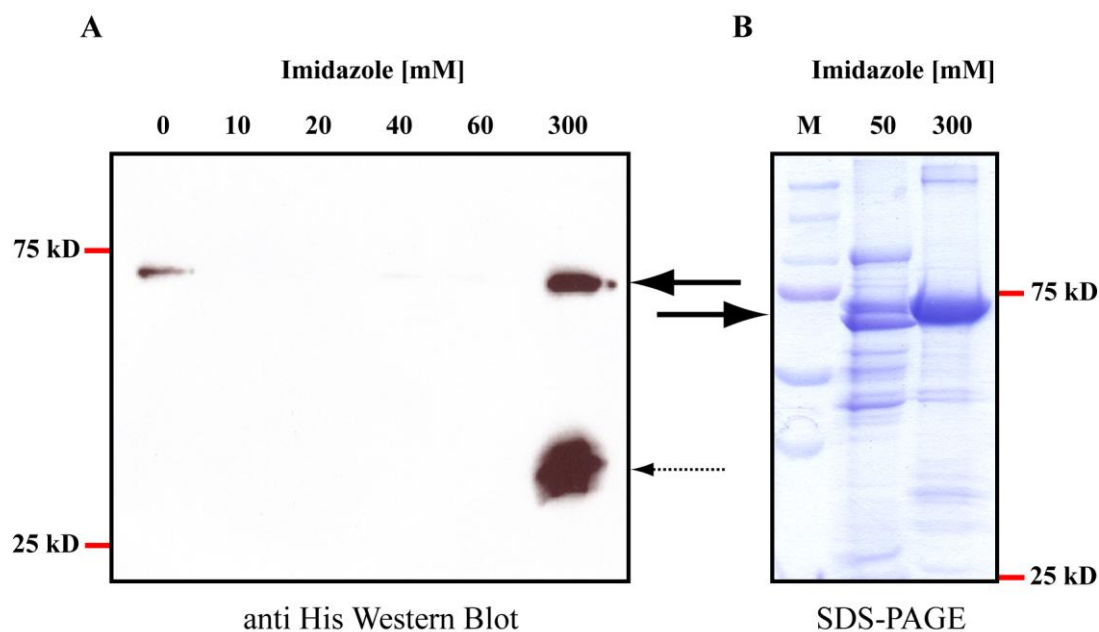 A
Imidazole [mM]
0 10 20 40 60 300
75 kD
25 kD
anti His Western Blot
B
Imidazole [mM]
M 50 300
75 kD
25 kD
SDS-PAGE